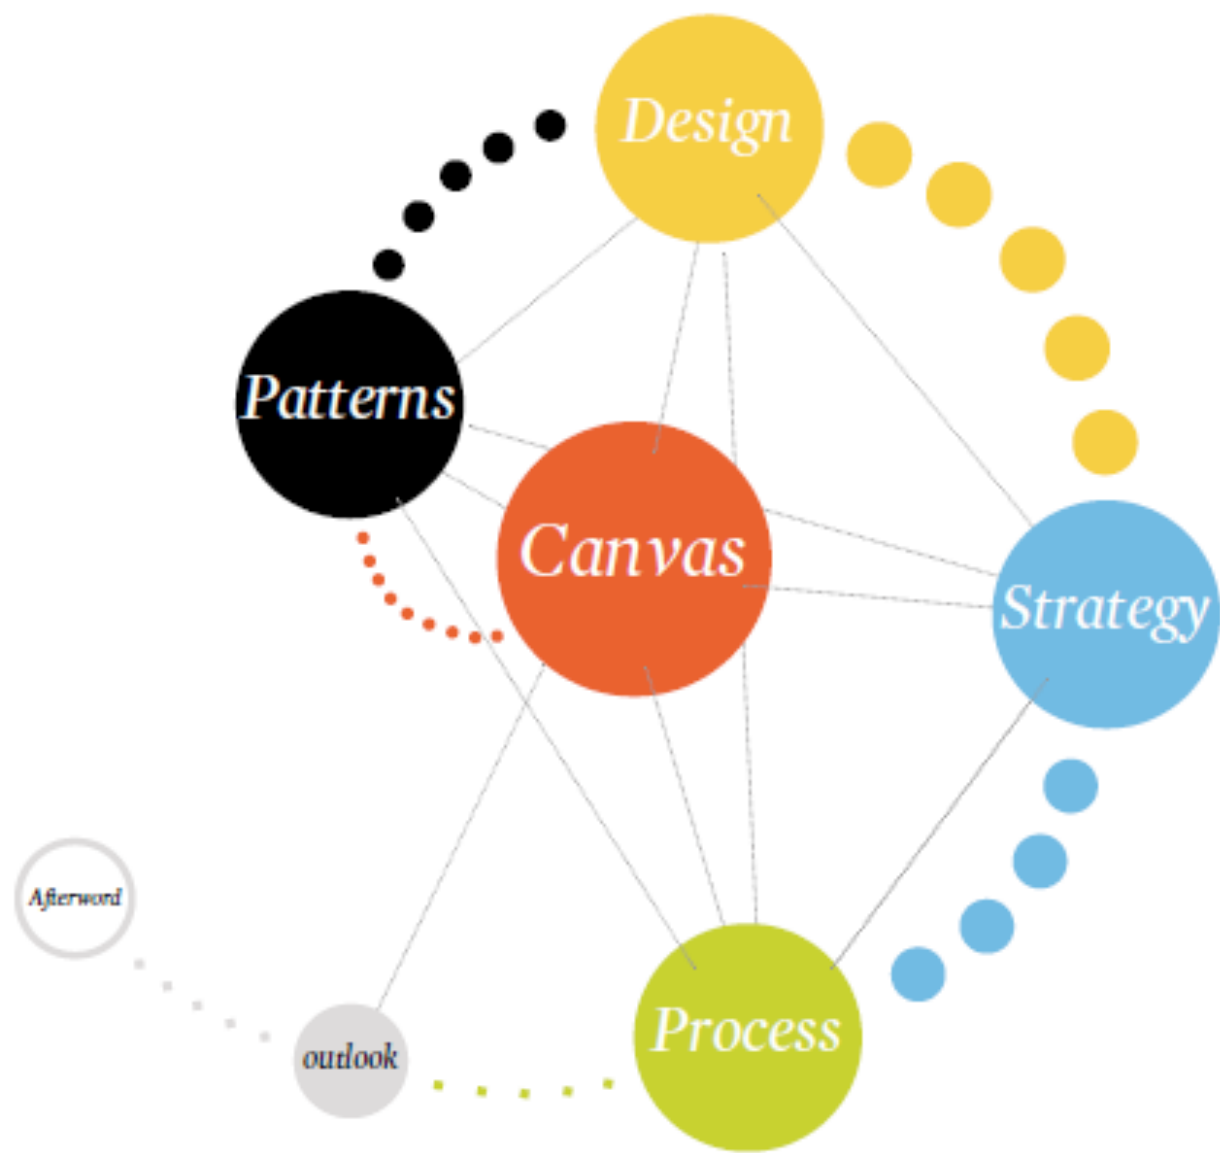 Design
Patterns
Canvas
Strategy
Afterword
outlook
Process